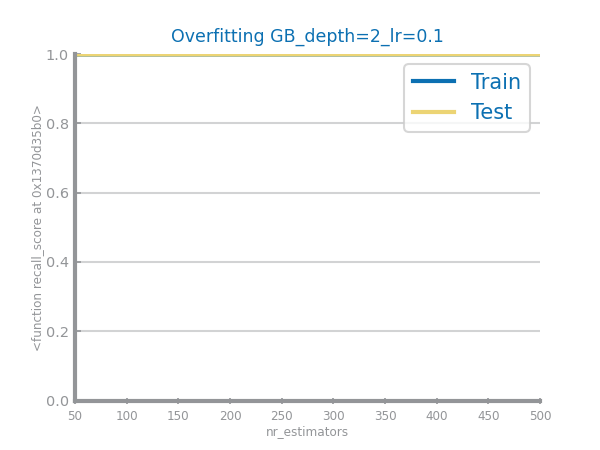 Overfitting GB_depth=2_lr=0.1
1.0
0.8
0.6
0.4
0.2
0.0
<function recall_score at 0x1370d35b0>
Train
Test
50 100 150 200 250 300 350 400 450 500
nr_estimators